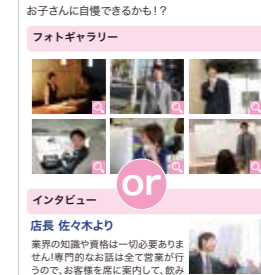 お子さんに自慢できるかも！？
フォトギャラリー
or
インタビュー
店長 佐々木より
業界の知識や資格は一切必要ありま
せん!専門的なお話は全て営業が行
うので、お客様を席に案内して、飲み